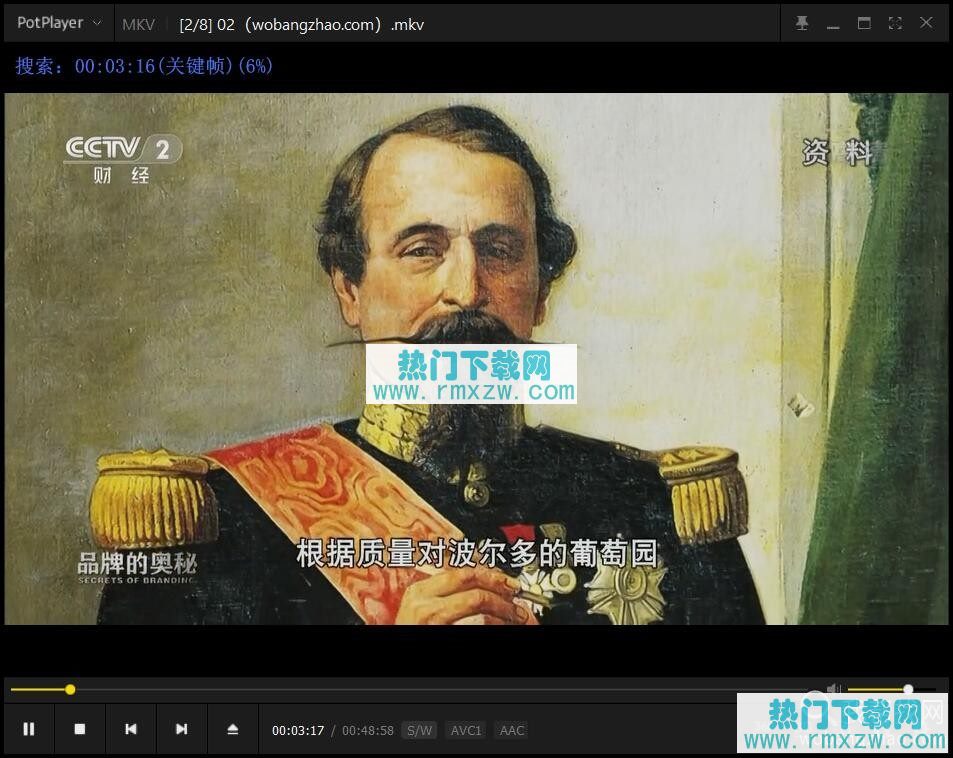 PotPlayer
MKV
[2/8] 02（wobangzhao.com）.mkv
搜索：00:03:16(关键帧)(6%)
CCTV 2
财 经
资 料
热门下载网
www.rmxzw.com
品牌的奥秘
SECRETS OF BRANDING
根据质量对波尔多的葡萄园
00:03:17 / 00:48:58 S/W AVC1 AAC
热门下载网
www.rmxzw.com